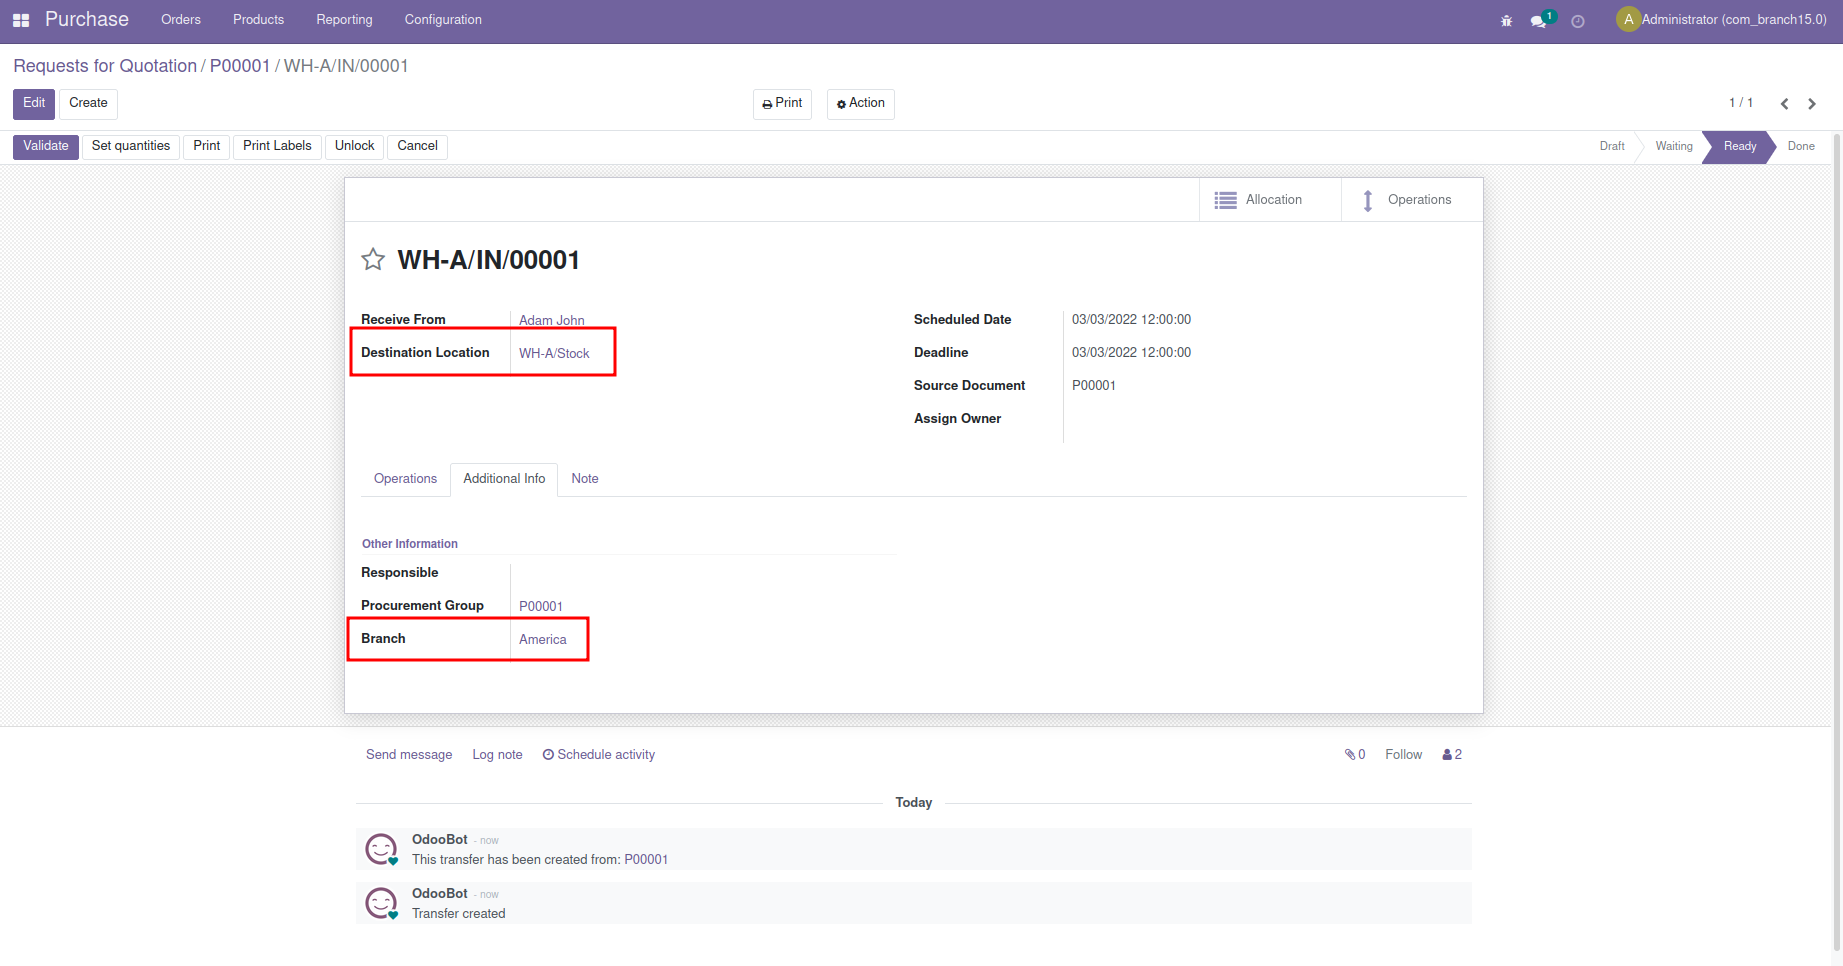 Purchase Orders Products Reporting Configuration 1 A Administrator (com_branch15.0)
Requests for Quotation / P00001 / WH-A/IN/00001
Edit Create Print Action 1 / 1
Validate Set quantities Print Print Labels Unlock Cancel Draft Waiting Ready Done
Allocation Operations
WH-A/IN/00001
Receive From Adam John Scheduled Date 03/03/2022 12:00:00
Destination Location WH-A/Stock Deadline 03/03/2022 12:00:00
Source Document P00001
Assign Owner
Operations Additional Info Note
Other Information
Responsible
Procurement Group P00001
Branch America
Send message Log note Schedule activity 0 Follow 2
Today
OdooBot - now
This transfer has been created from: P00001
OdooBot - now
Transfer created